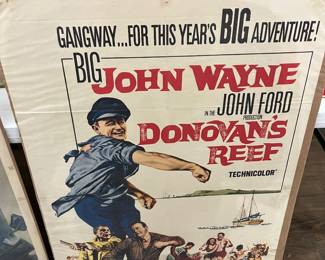 GANGWAY...FOR THIS YEAR'S BIG ADVENTURE!
BIG JOHN WAYNE
IN THE JOHN FORD PRODUCTION
DONOVAN'S
REEF
TECHNICOLOR